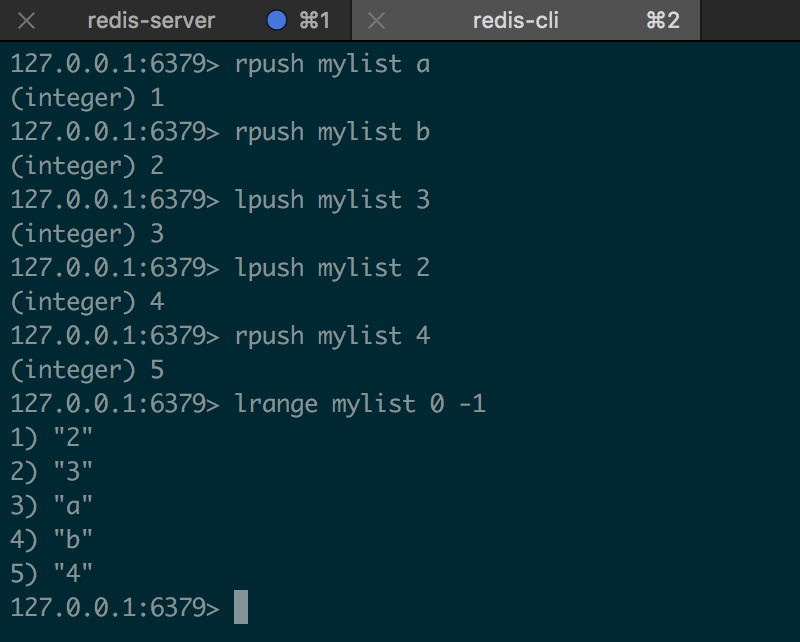 redis-server ⌘1 redis-cli ⌘2
127.0.0.1:6379> rpush mylist a
(integer) 1
127.0.0.1:6379> rpush mylist b
(integer) 2
127.0.0.1:6379> lpush mylist 3
(integer) 3
127.0.0.1:6379> lpush mylist 2
(integer) 4
127.0.0.1:6379> rpush mylist 4
(integer) 5
127.0.0.1:6379> lrange mylist 0 -1
1) "2"
2) "3"
3) "a"
4) "b"
5) "4"
127.0.0.1:6379>